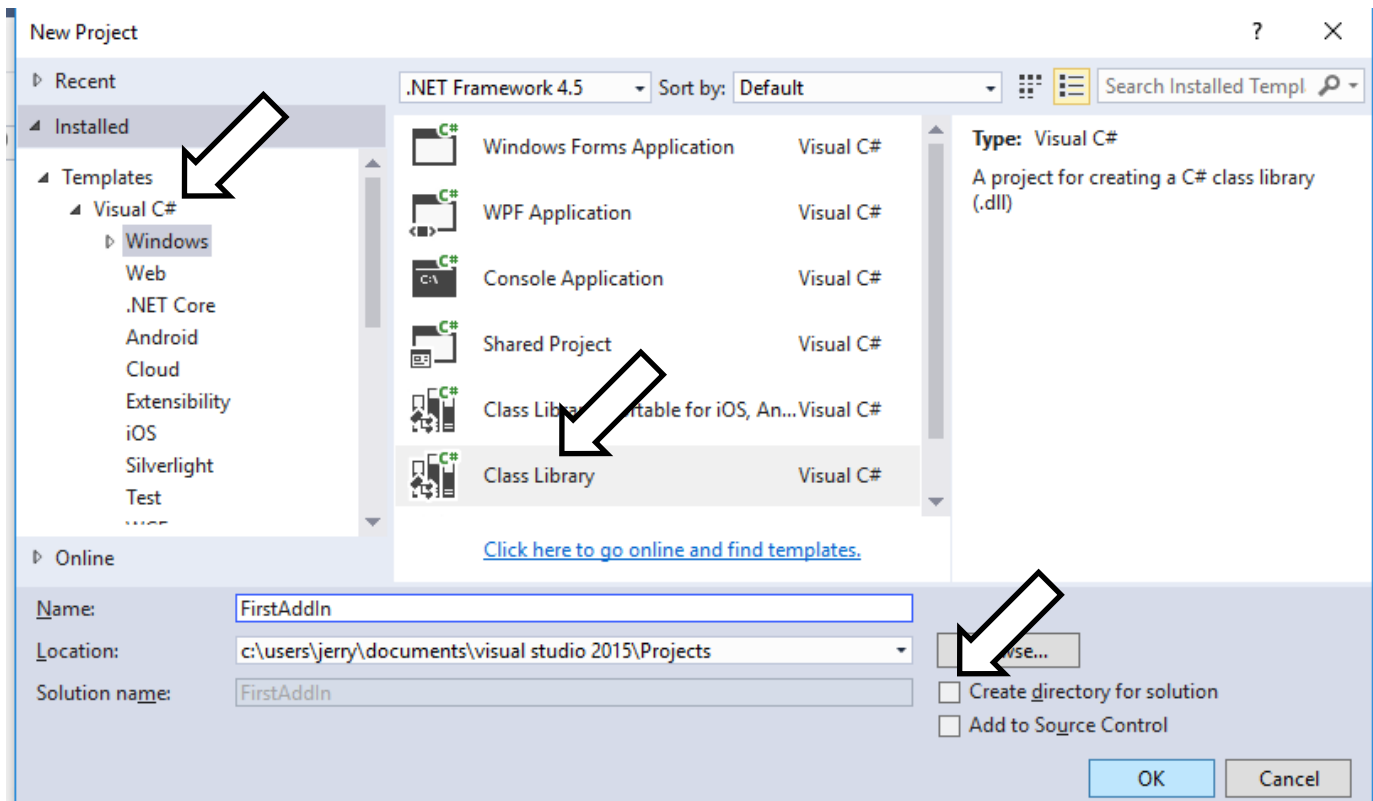 New Project
?
Recent
.NET Framework 4.5
Sort by: Default
Search Installed Templ
Installed
Templates
Visual C#
Windows
Web
.NET Core
Android
Cloud
Extensibility
iOS
Silverlight
Test
Online
C# Windows Forms Application Visual C#
C# WPF Application Visual C#
C# C:\ Console Application Visual C#
C# Shared Project Visual C#
C# Class for iOS, An... Visual C#
C# Class Library Visual C#
Click here to go online and find templates.
Type: Visual C#
A project for creating a C# class library
(.dll)
Name: FirstAddIn
Location: c:\users\jerry\documents\visual studio 2015\Projects
Solution name: FirstAddIn
Create directory for solution
Add to Source Control
OK
Cancel